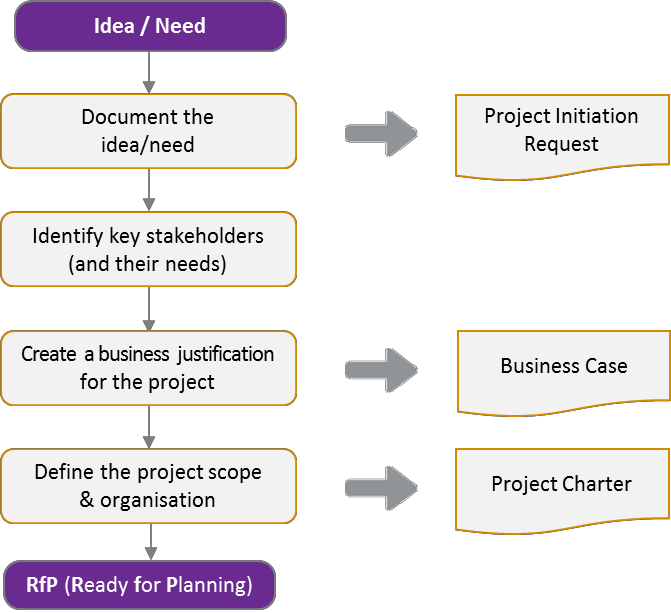 Idea / Need
Document the
idea/need
Project Initiation
Request
Identify key stakeholders
(and their needs)
Create a business justification
for the project
Business Case
Define the project scope
& organisation
Project Charter
RfP (Ready for Planning)